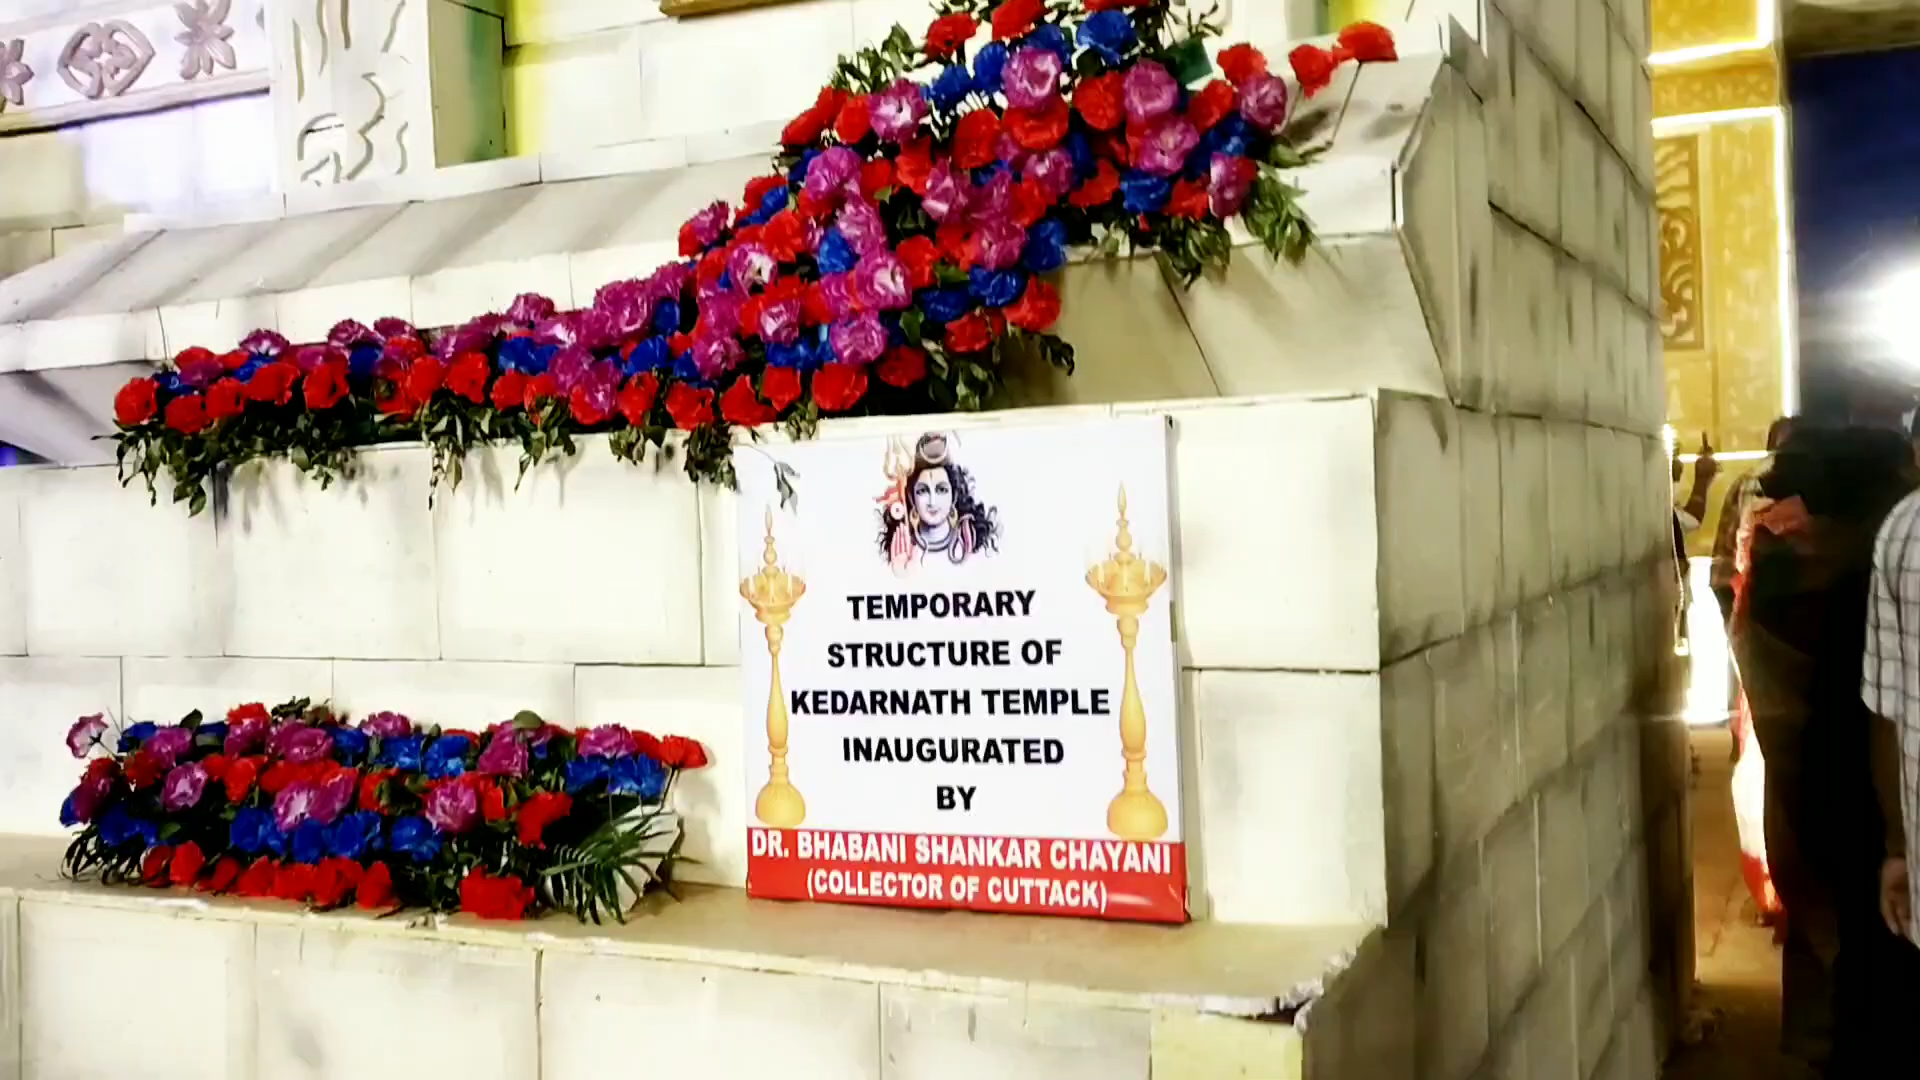 TEMPORARY
STRUCTURE OF
KEDARNATH TEMPLE
INAUGURATED
BY
DR. BHABANI SHANKAR CHAYANI
(COLLECTOR OF CUTTACK)